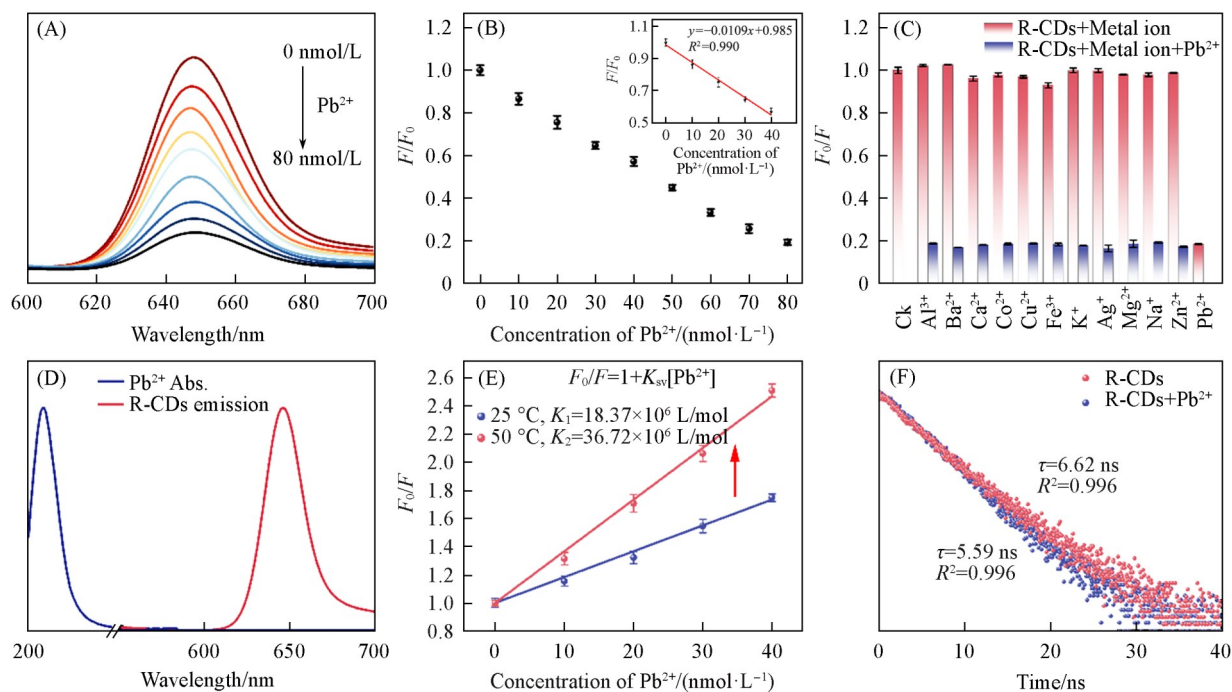 (A)
0 nmol/L
Pb²⁺
80 nmol/L
600 620 640 660 680 700
Wavelength/nm
(B)
F/F₀
1.2
1.0
0.8
0.6
0.4
0.2
0
0 10 20 30 40 50 60 70 80
Concentration of Pb²⁺/(nmol·L⁻¹)
y=−0.0109x+0.985
R²=0.990
F/F₀
1.1
0.9
0.7
0.5
0 10 20 30 40
Concentration of
Pb²⁺/(nmol·L⁻¹)
(C)
R-CDs+Metal ion
R-CDs+Metal ion+Pb²⁺
F₀/F
1.2
1.0
0.8
0.6
0.4
0.2
0
Ck Al³⁺ Ba²⁺ Ca²⁺ Co²⁺ Cu²⁺ Fe³⁺ K⁺ Ag⁺ Mg²⁺ Na⁺ Zn²⁺ Pb²⁺
(D)
Pb²⁺ Abs.
R-CDs emission
200 600 650 700
Wavelength/nm
(E)
F₀/F=1+Kₛᵥ[Pb²⁺]
25 °C, K₁=18.37×10⁶ L/mol
50 °C, K₂=36.72×10⁶ L/mol
F₀/F
2.6
2.4
2.2
2.0
1.8
1.6
1.4
1.2
1.0
0.8
0 10 20 30 40
Concentration of Pb²⁺/(nmol·L⁻¹)
(F)
R-CDs
R-CDs+Pb²⁺
τ=6.62 ns
R²=0.996
τ=5.59 ns
R²=0.996
0 10 20 30 40
Time/ns